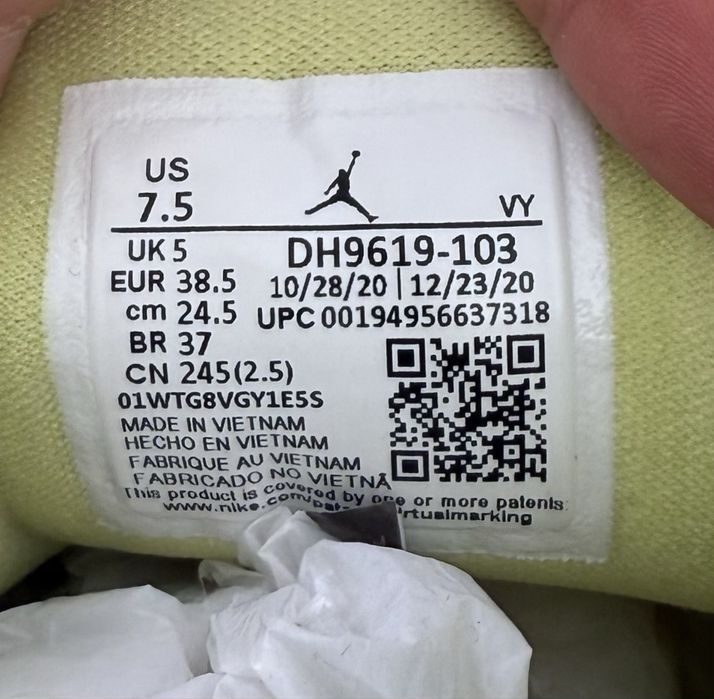 US
7.5
VY
UK 5
DH9619-103
EUR 38.5
10/28/20 | 12/23/20
cm 24.5
UPC 00194956637318
BR 37
CN 245(2.5)
01WTG8VGY1E5S
MADE IN VIETNAM
HECHO EN VIETNAM
FABRIQUE AU VIETNAM
FABRICADO NO VIETNÃ
This product is covered by one or more patents:
www.nike.com/pat- rtualmarking